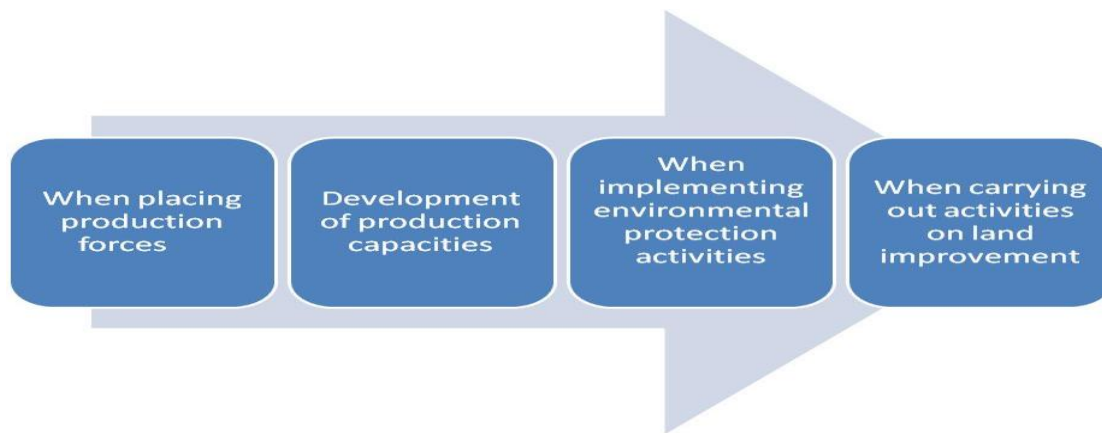 When placing
production
forces
Development
of production
capacities
When
implementing
environmental
protection
activities
When carrying
out activities
on land
improvement